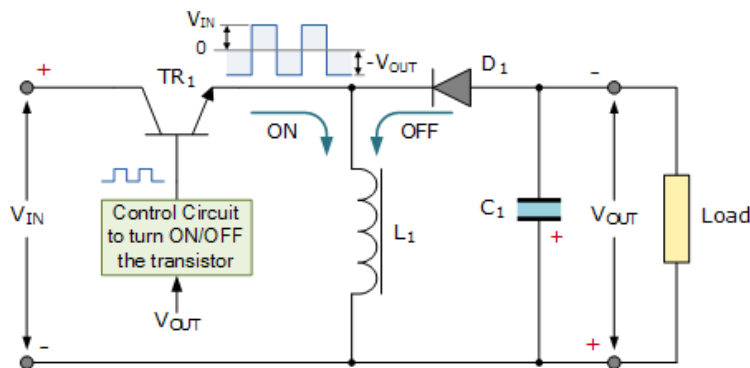 VIN
0
-VOUT
+
TR1
D1
-
ON
OFF
VIN
Control Circuit
to turn ON/OFF
the transistor
L1
C1
+
VOUT
Load
VOUT
-
+